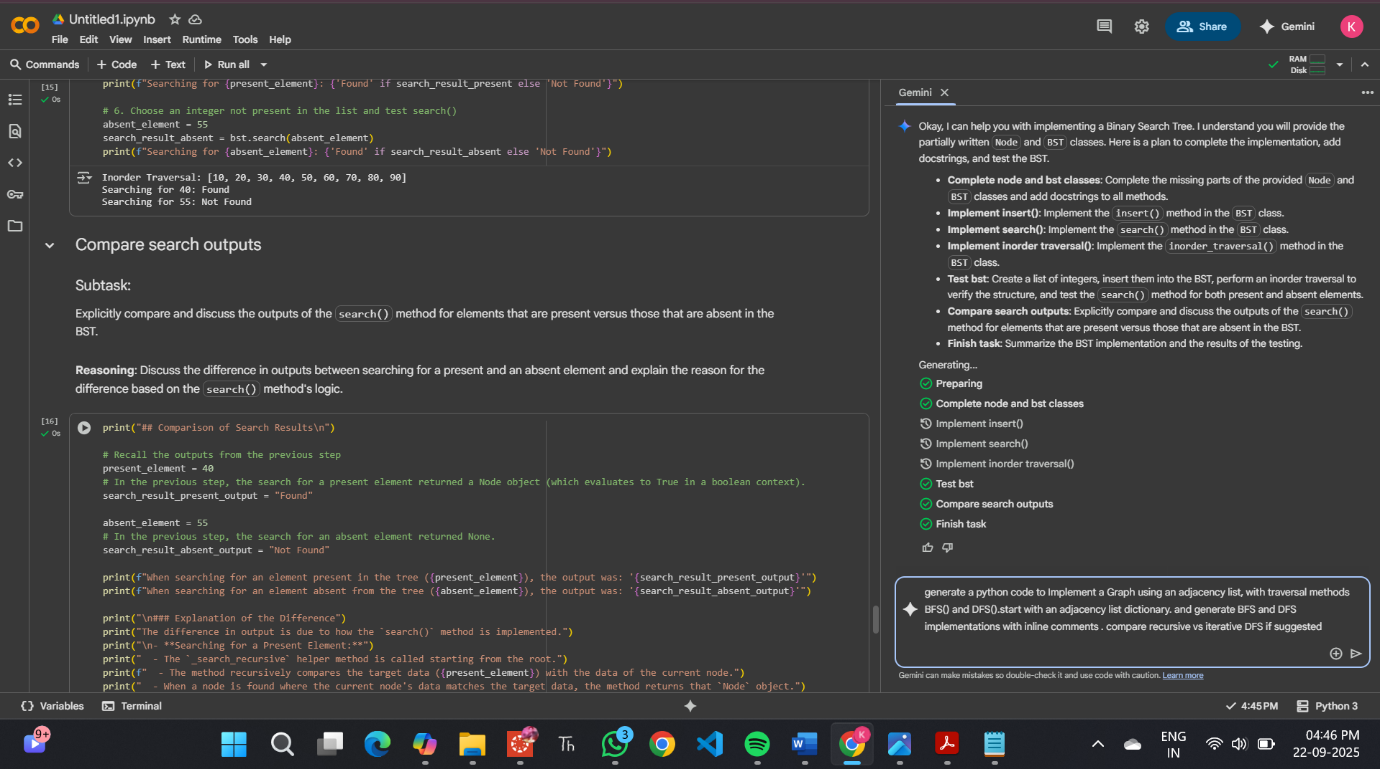 Untitled1.ipynb
File Edit View Insert Runtime Tools Help
Share
Gemini
K
Commands + Code + Text Run all
RAM
Disk
[15]
0s
print(f"Searching for {present_element}: {'Found' if search_result_present else 'Not Found'}")
# 6. Choose an integer not present in the list and test search()
absent_element = 55
search_result_absent = bst.search(absent_element)
print(f"Searching for {absent_element}: {'Found' if search_result_absent else 'Not Found'}")
Inorder Traversal: [10, 20, 30, 40, 50, 60, 70, 80, 90]
Searching for 40: Found
Searching for 55: Not Found
Compare search outputs
Subtask:
Explicitly compare and discuss the outputs of the search() method for elements that are present versus those that are absent in the
BST.
Reasoning: Discuss the difference in outputs between searching for a present and an absent element and explain the reason for the
difference based on the search() method's logic.
[16]
0s
print("## Comparison of Search Results\n")
# Recall the outputs from the previous step
present_element = 40
# In the previous step, the search for a present element returned a Node object (which evaluates to True in a boolean context).
search_result_present_output = "Found"
absent_element = 55
# In the previous step, the search for an absent element returned None.
search_result_absent_output = "Not Found"
print(f"When searching for an element present in the tree ({present_element}), the output was: '{search_result_present_output}'")
print(f"When searching for an element absent from the tree ({absent_element}), the output was: '{search_result_absent_output}'")
print("\n### Explanation of the Difference")
print("The difference in output is due to how the `search()` method is implemented.")
print("\n- **Searching for a Present Element:**")
print("  - The `_search_recursive` helper method is called starting from the root.")
print(f"  - The method recursively compares the target data ({present_element}) with the data of the current node.")
print("  - When a node is found where the current node's data matches the target data, the method returns that `Node` object.")
Gemini
Okay, I can help you with implementing a Binary Search Tree. I understand you will provide the
partially written Node and BST classes. Here is a plan to complete the implementation, add
docstrings, and test the BST.
• Complete node and bst classes: Complete the missing parts of the provided Node and
BST classes and add docstrings to all methods.
• Implement insert(): Implement the insert() method in the BST class.
• Implement search(): Implement the search() method in the BST class.
• Implement inorder traversal(): Implement the inorder_traversal() method in the
BST class.
• Test bst: Create a list of integers, insert them into the BST, perform an inorder traversal to
verify the structure, and test the search() method for both present and absent elements.
• Compare search outputs: Explicitly compare and discuss the outputs of the search()
method for elements that are present versus those that are absent in the BST.
• Finish task: Summarize the BST implementation and the results of the testing.
Generating...
Preparing
Complete node and bst classes
Implement insert()
Implement search()
Implement inorder traversal()
Test bst
Compare search outputs
Finish task
generate a python code to Implement a Graph using an adjacency list, with traversal methods
BFS() and DFS().start with an adjacency list dictionary. and generate BFS and DFS
implementations with inline comments . compare recursive vs iterative DFS if suggested
Gemini can make mistakes so double-check it and use code with caution. Learn more
Variables Terminal
4:45PM Python 3
9+
Th
3
K
ENG
IN
04:46 PM
22-09-2025